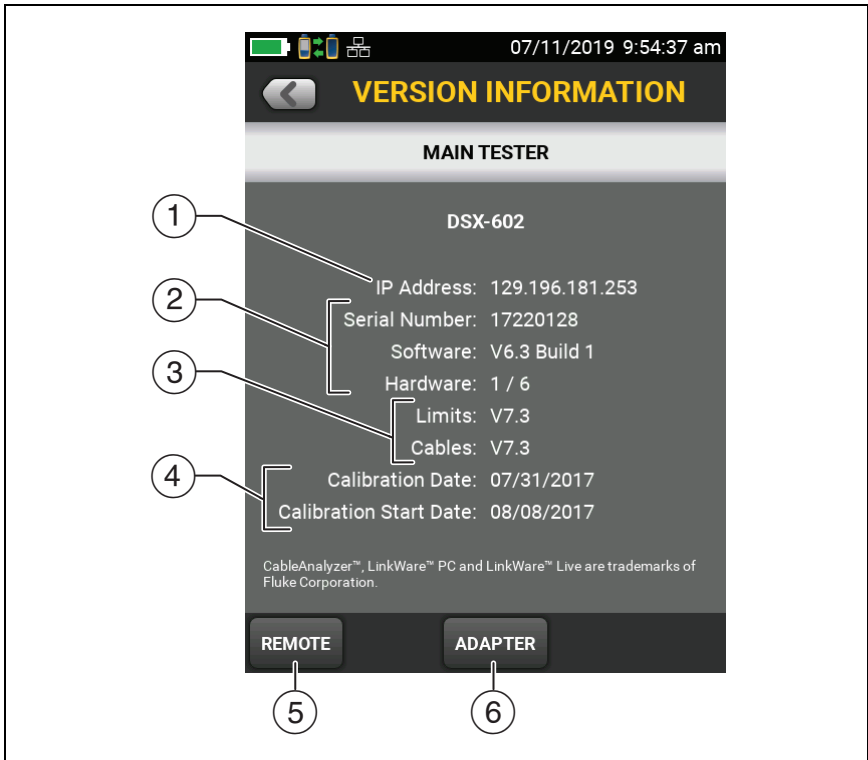 07/11/2019 9:54:37 am
VERSION INFORMATION
MAIN TESTER
DSX-602
1
IP Address: 129.196.181.253
2
Serial Number: 17220128
Software: V6.3 Build 1
3
Hardware: 1 / 6
Limits: V7.3
Cables: V7.3
4
Calibration Date: 07/31/2017
Calibration Start Date: 08/08/2017
CableAnalyzer™, LinkWare™ PC and LinkWare™ Live are trademarks of
Fluke Corporation.
REMOTE ADAPTER
5 6